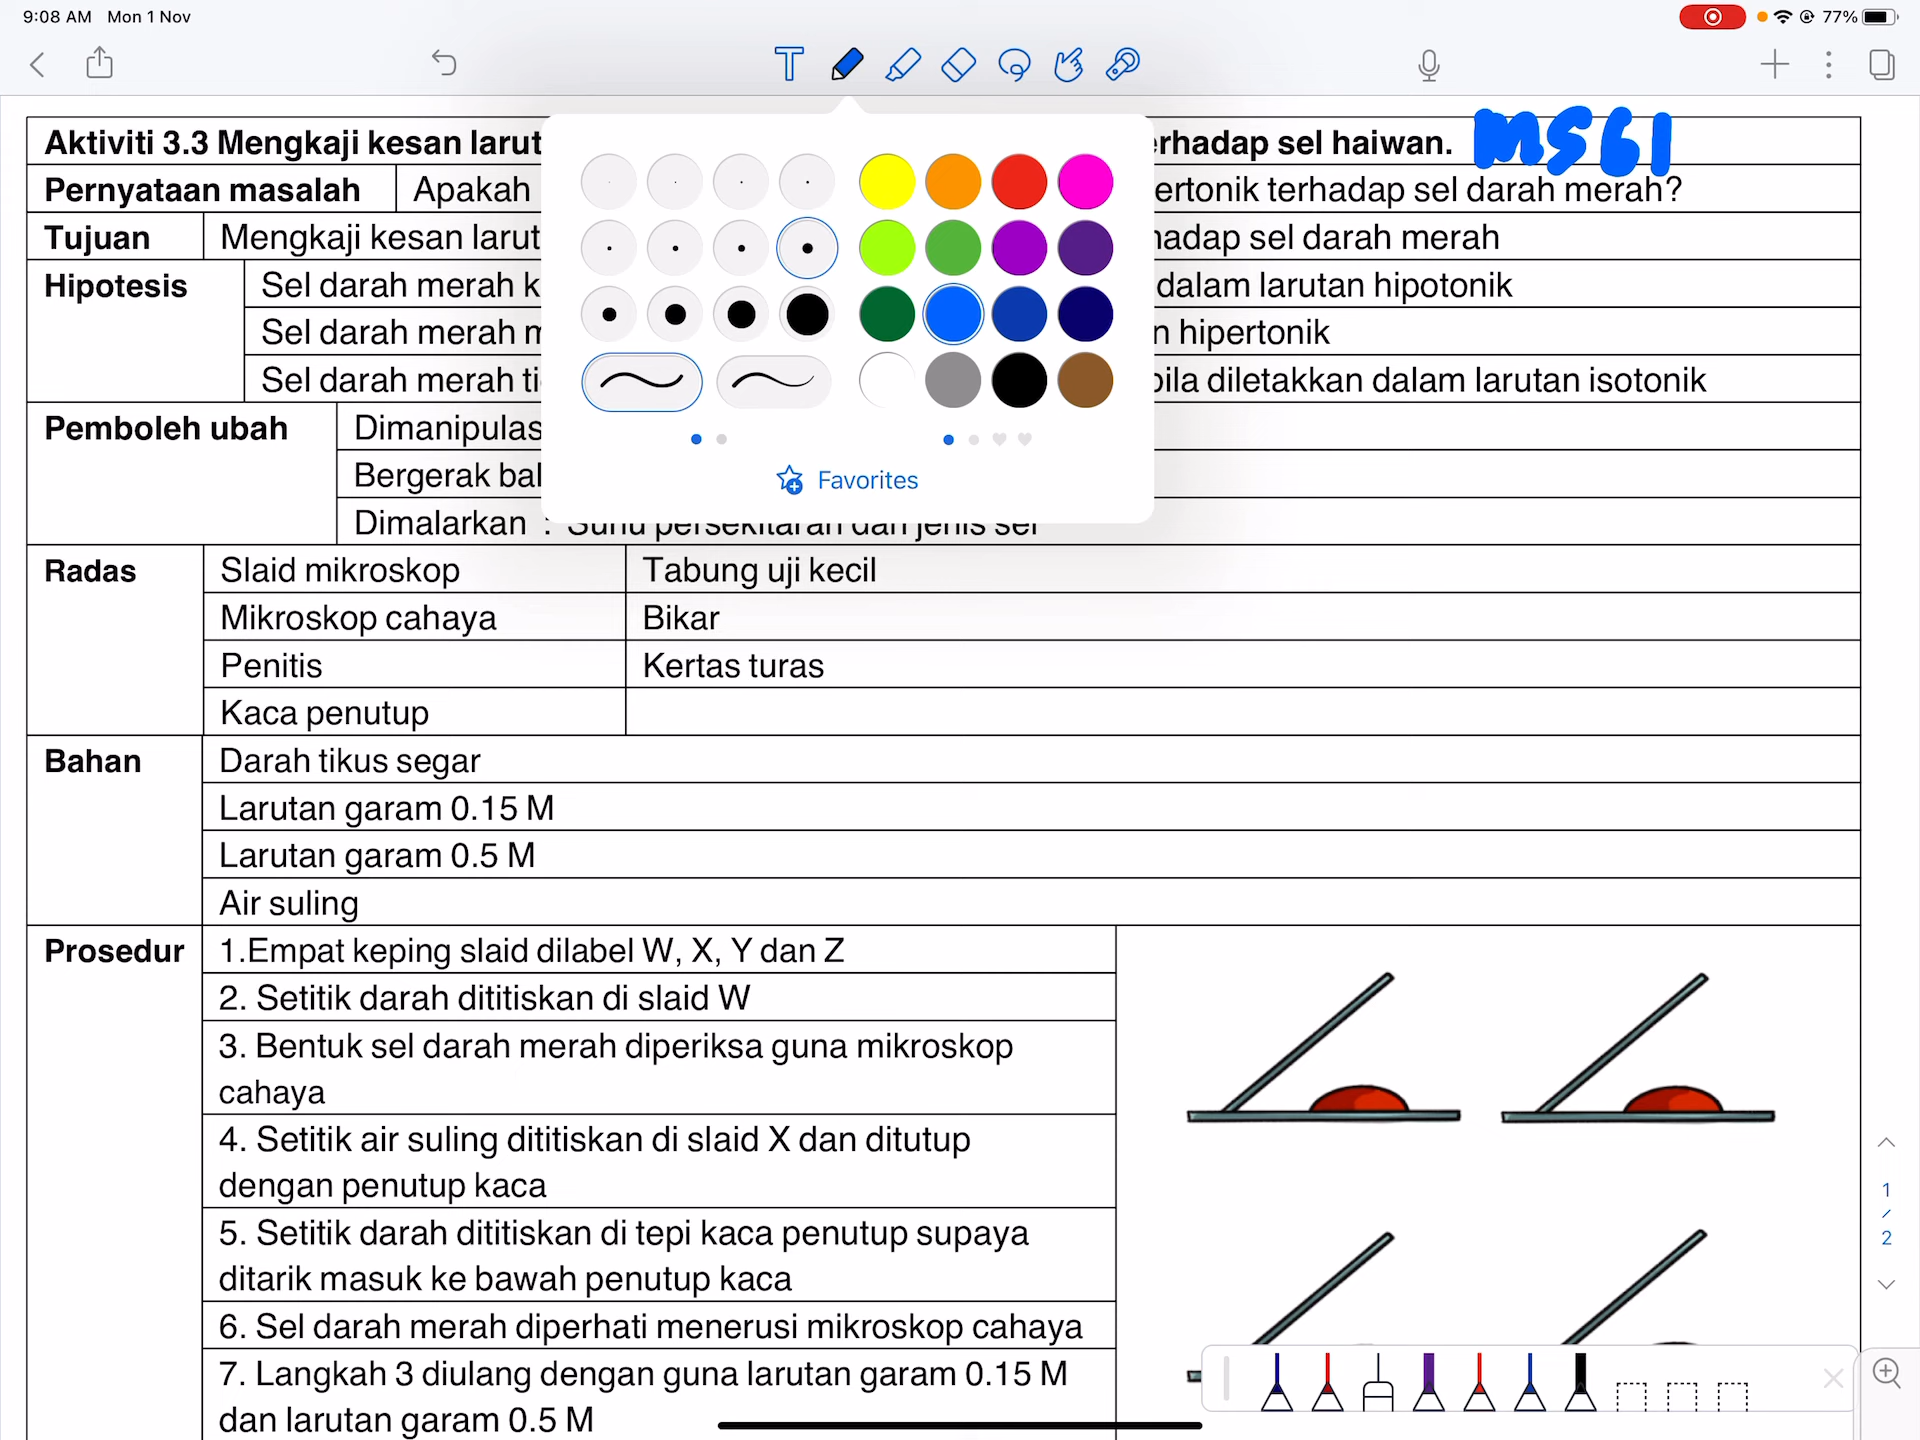 9:08 AM Mon 1 Nov
77%
T
Aktiviti 3.3 Mengkaji kesan larut erhadap sel haiwan. MS61
Pernyataan masalah Apakah ertonik terhadap sel darah merah?
Tujuan Mengkaji kesan larut hadap sel darah merah
Hipotesis Sel darah merah k dalam larutan hipotonik
Sel darah merah m n hipertonik
Sel darah merah ti bila diletakkan dalam larutan isotonik
Pemboleh ubah Dimanipulas
Bergerak bal
Favorites
Dimalarkan : Suhu persekitaran dan jenis sel
Radas Slaid mikroskop Tabung uji kecil
Mikroskop cahaya Bikar
Penitis Kertas turas
Kaca penutup
Bahan Darah tikus segar
Larutan garam 0.15 M
Larutan garam 0.5 M
Air suling
Prosedur 1.Empat keping slaid dilabel W, X, Y dan Z
2. Setitik darah dititiskan di slaid W
3. Bentuk sel darah merah diperiksa guna mikroskop
cahaya
4. Setitik air suling dititiskan di slaid X dan ditutup
dengan penutup kaca
5. Setitik darah dititiskan di tepi kaca penutup supaya
ditarik masuk ke bawah penutup kaca
6. Sel darah merah diperhati menerusi mikroskop cahaya
7. Langkah 3 diulang dengan guna larutan garam 0.15 M
dan larutan garam 0.5 M
1
/
2